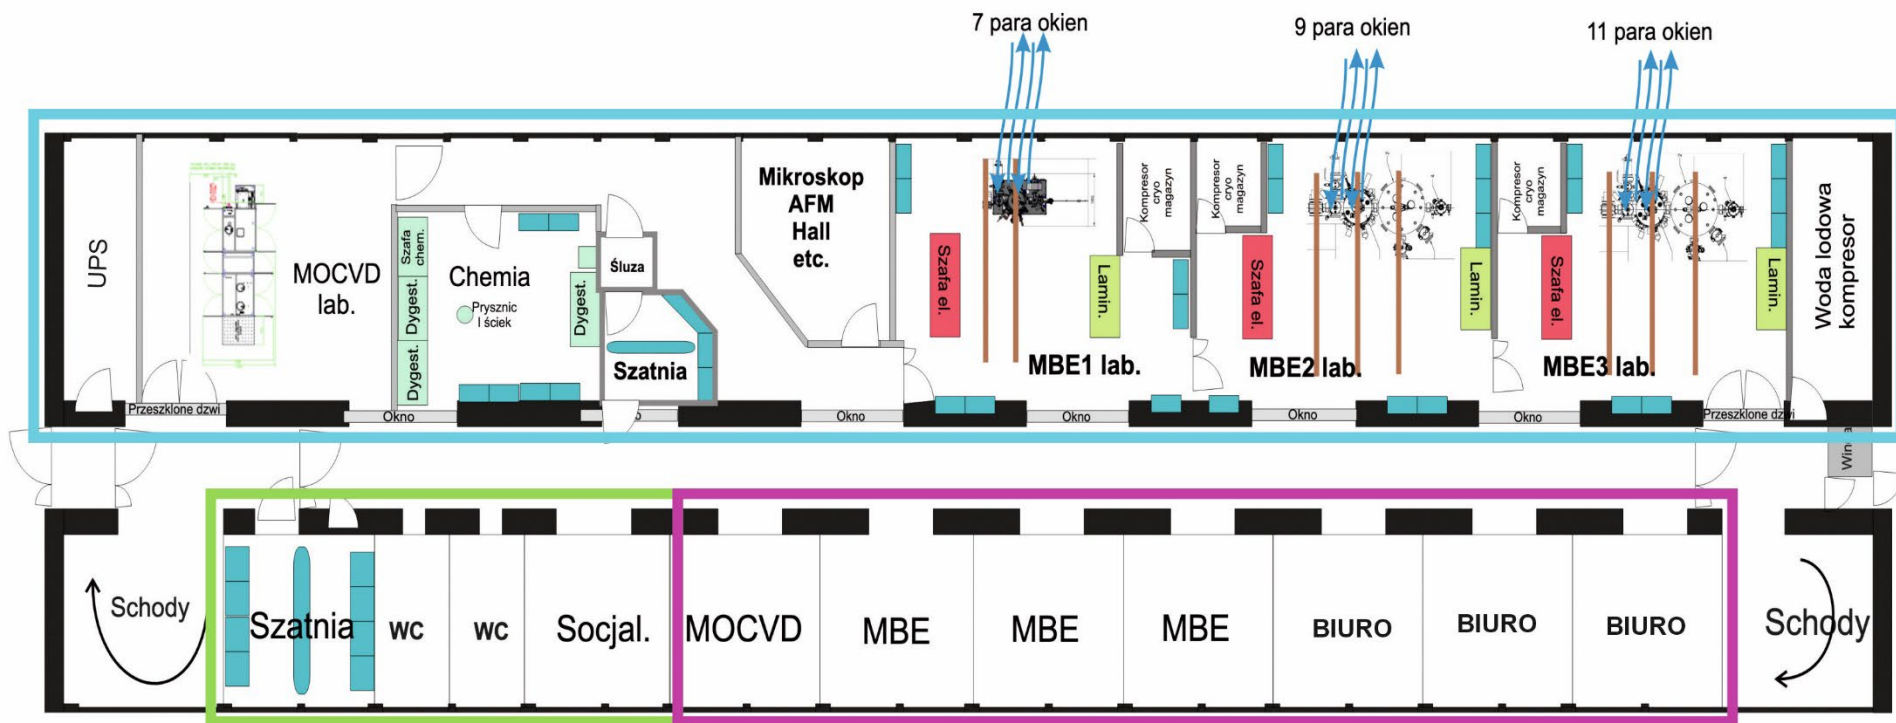 7 para okien
9 para okien
11 para okien
UPS
MOCVD
lab.
Szafa
chem.
Dygest.
Dygest.
Chemia
Prysznic
I ściek
Dygest.
Śluza
Szatnia
Mikroskop
AFM
Hall
etc.
Szafa el.
Lamin.
MBE1 lab.
Kompresor
cryo
magazyn
Kompresor
cryo
magazyn
Szafa el.
Lamin.
MBE2 lab.
Kompresor
cryo
magazyn
Szafa el.
Lamin.
MBE3 lab.
Woda lodowa
kompresor
Przeszklone dzwi
Okno
Okno
Okno
Okno
Okno
Przeszklone dzwi
Schody
Szatnia
WC
WC
Socjal.
MOCVD
MBE
MBE
MBE
BIURO
BIURO
BIURO
Schody